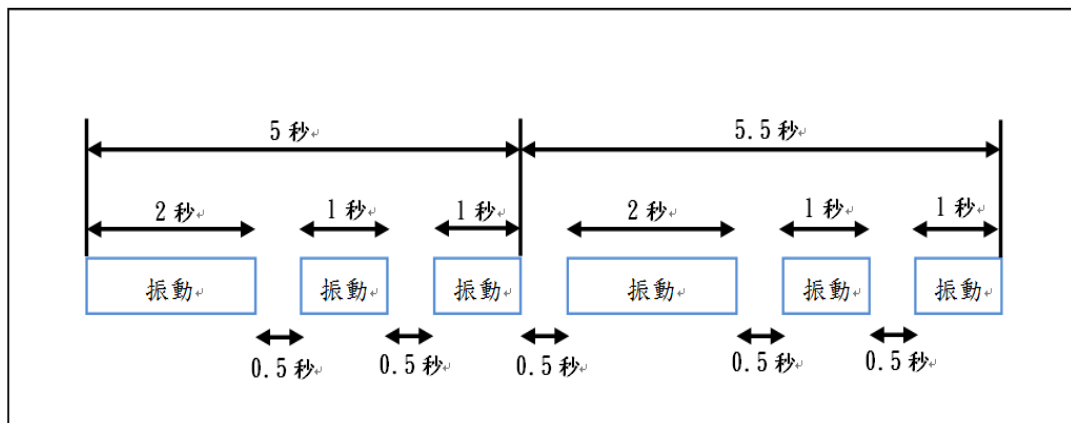 5 秒 5.5 秒
2 秒 1 秒 1 秒 2 秒 1 秒 1 秒
振動 振動 振動 振動 振動 振動
0.5 秒 0.5 秒 0.5 秒 0.5 秒 0.5 秒